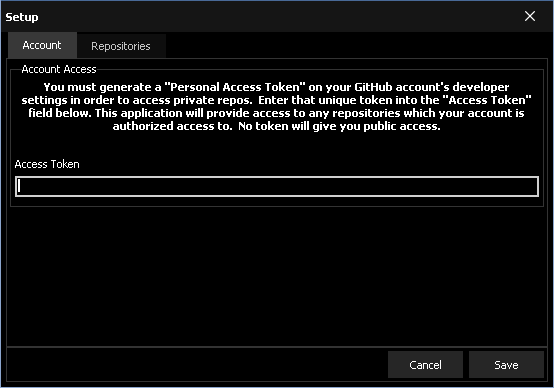 Setup
Account
Repositories
Account Access
You must generate a "Personal Access Token" on your GitHub account's developer
settings in order to access private repos.  Enter that unique token into the "Access Token"
field below. This application will provide access to any repositories which your account is
authorized access to.  No token will give you public access.
Access Token
Cancel
Save